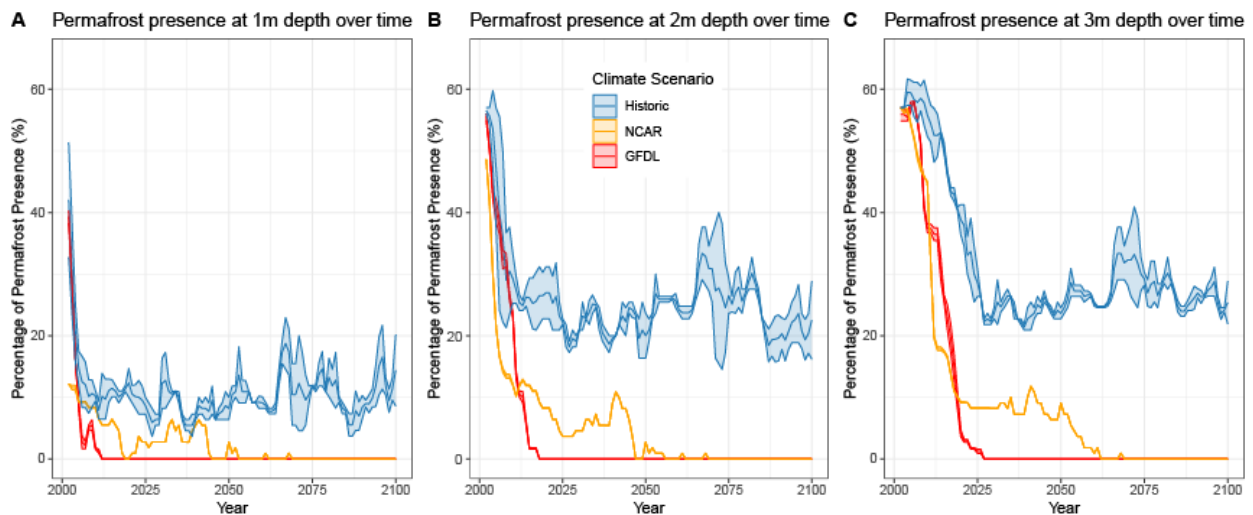 A Permafrost presence at 1m depth over time
Percentage of Permafrost Presence (%)
60
40
20
0
2000 2025 2050 2075 2100
Year
B Permafrost presence at 2m depth over time
Percentage of Permafrost Presence (%)
60
40
20
0
Climate Scenario
Historic
NCAR
GFDL
2000 2025 2050 2075 2100
Year
C Permafrost presence at 3m depth over time
Percentage of Permafrost Presence (%)
60
40
20
0
2000 2025 2050 2075 2100
Year